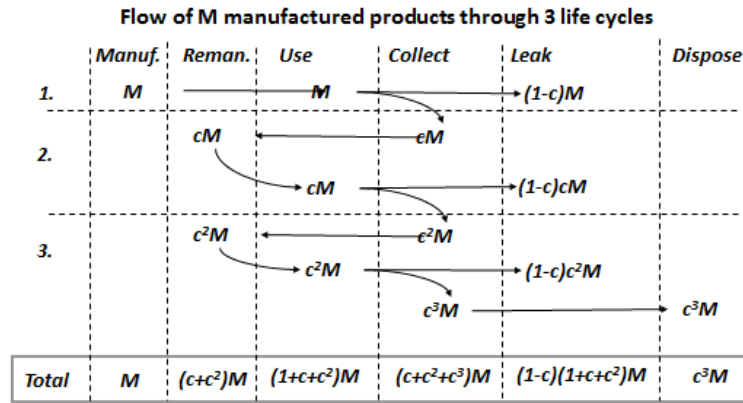 Flow of M manufactured products through 3 life cycles
Manuf. Reman. Use Collect Leak Dispose
1. M M (1-c)M
cM cM
2.
cM (1-c)cM
c²M c²M
3.
c²M (1-c)c²M
c³M c³M
Total M (c+c²)M (1+c+c²)M (c+c²+c³)M (1-c)(1+c+c²)M c³M